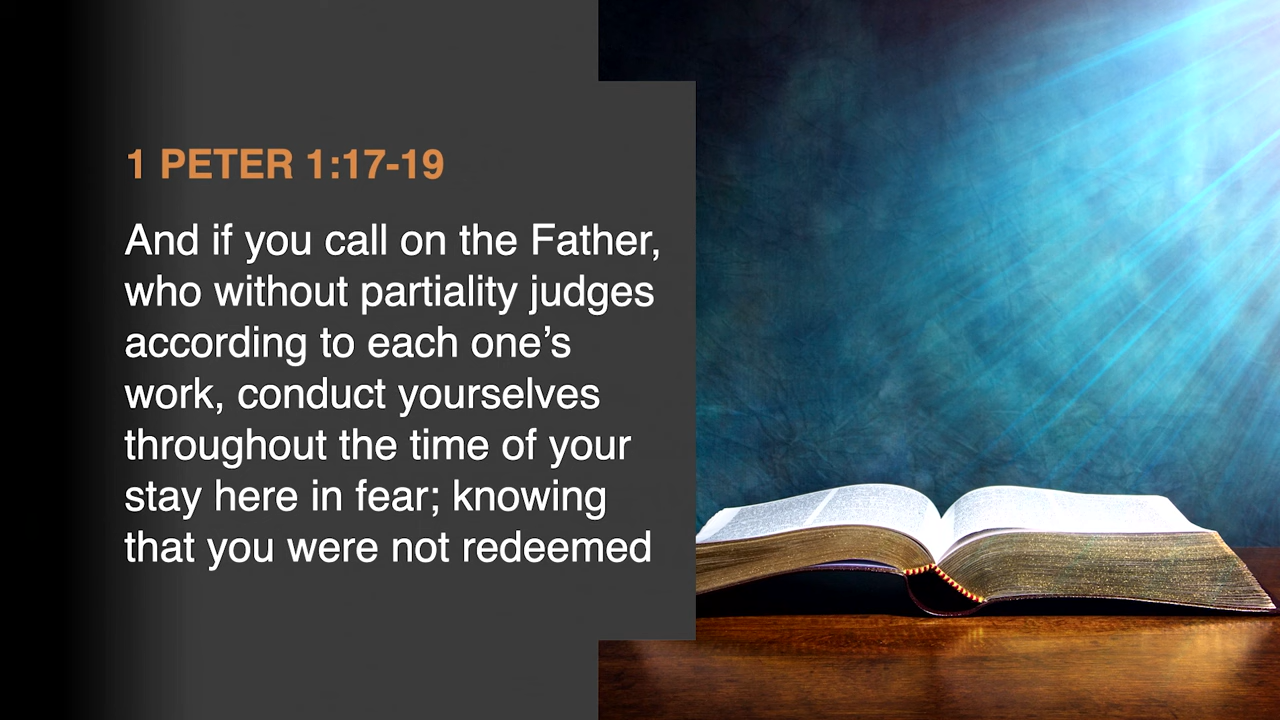 1 PETER 1:17-19
And if you call on the Father,
who without partiality judges
according to each one’s
work, conduct yourselves
throughout the time of your
stay here in fear; knowing
that you were not redeemed